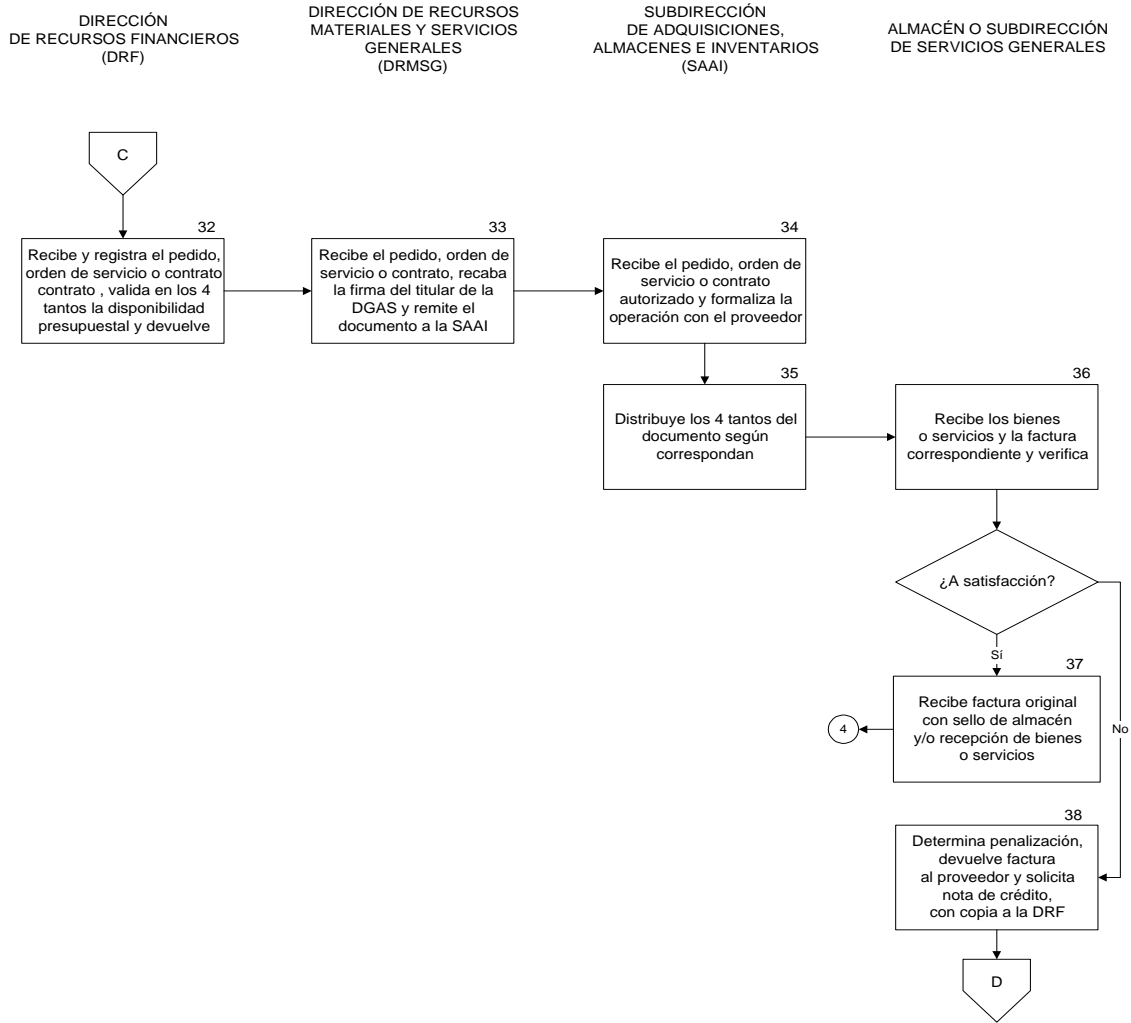 DIRECCIÓN
DE RECURSOS FINANCIEROS
(DRF)
DIRECCIÓN DE RECURSOS
MATERIALES Y SERVICIOS
GENERALES
(DRMSG)
SUBDIRECCIÓN
DE ADQUISICIONES,
ALMACENES E INVENTARIOS
(SAAI)
ALMACÉN O SUBDIRECCIÓN
DE SERVICIOS GENERALES
C
32
Recibe y registra el pedido,
orden de servicio o contrato
contrato , valida en los 4
tantos la disponibilidad
presupuestal y devuelve
33
Recibe el pedido, orden de
servicio o contrato, recaba
la firma del titular de la
DGAS y remite el
documento a la SAAI
34
Recibe el pedido, orden de
servicio o contrato
autorizado y formaliza la
operación con el proveedor
35
Distribuye los 4 tantos del
documento según
correspondan
36
Recibe los bienes
o servicios y la factura
correspondiente y verifica
¿A satisfacción?
Sí
No
37
Recibe factura original
con sello de almacén
y/o recepción de bienes
o servicios
4
38
Determina penalización,
devuelve factura
al proveedor y solicita
nota de crédito,
con copia a la DRF
D